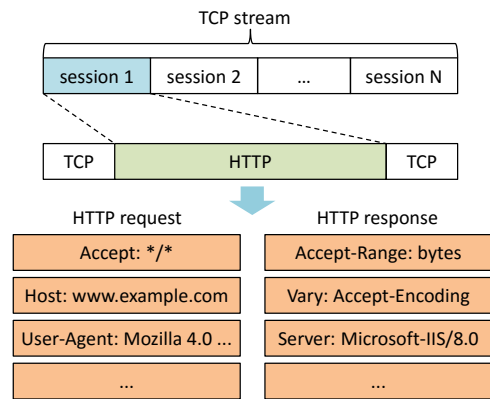 TCP stream
session 1 session 2 ... session N
TCP HTTP TCP
HTTP request HTTP response
Accept: */* Accept-Range: bytes
Host: www.example.com Vary: Accept-Encoding
User-Agent: Mozilla 4.0 ... Server: Microsoft-IIS/8.0
... ...